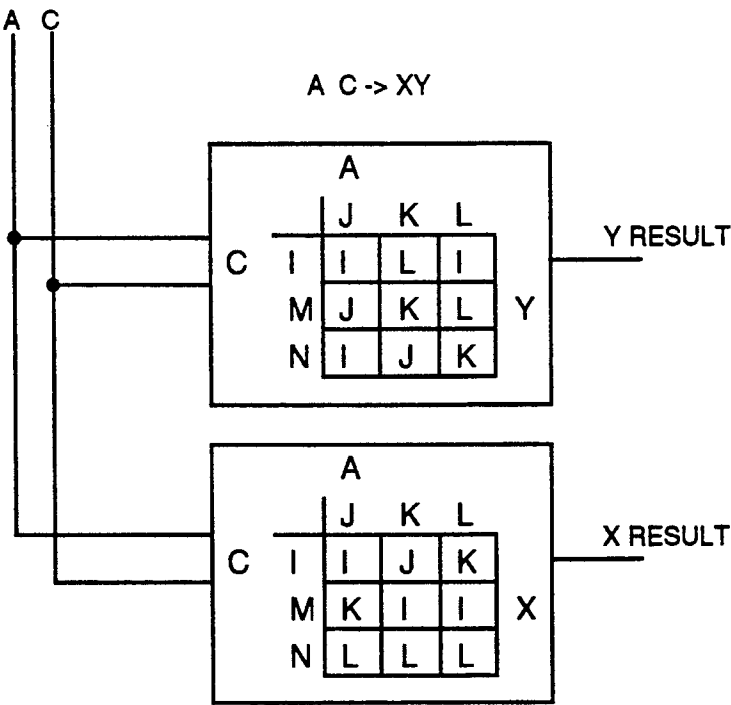 A C
A C -> XY
A
J K L
Y RESULT
C I I L I
M J K L Y
N I J K
A
J K L
X RESULT
C I I J K
M K I I X
N L L L